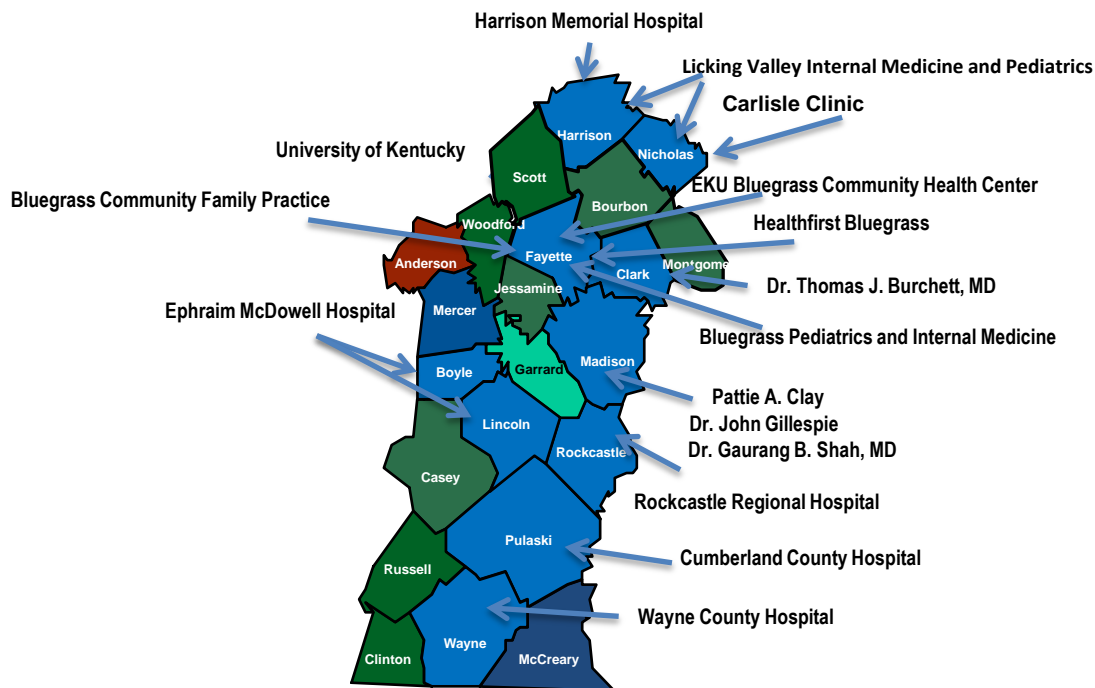 Harrison Memorial Hospital
Licking Valley Internal Medicine and Pediatrics
Carlisle Clinic
Harrison
Nicholas
University of Kentucky
Scott
EKU Bluegrass Community Health Center
Bluegrass Community Family Practice
Bourbon
Healthfirst Bluegrass
Woodford
Fayette
Anderson
Clark
Montgome
Dr. Thomas J. Burchett, MD
Jessamine
Ephraim McDowell Hospital
Mercer
Bluegrass Pediatrics and Internal Medicine
Madison
Boyle
Garrard
Pattie A. Clay
Dr. John Gillespie
Dr. Gaurang B. Shah, MD
Lincoln
Rockcastle
Casey
Rockcastle Regional Hospital
Pulaski
Cumberland County Hospital
Russell
Wayne County Hospital
Wayne
Clinton
McCreary